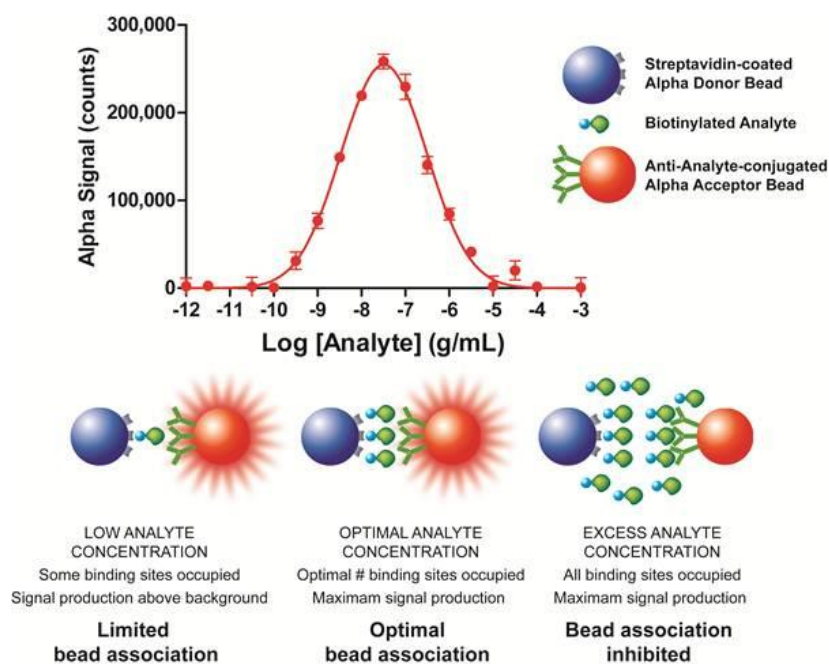 300,000
200,000
100,000
0
Alpha Signal (counts)
-12 -11 -10 -9 -8 -7 -6 -5 -4 -3
Log [Analyte] (g/mL)
Streptavidin-coated
Alpha Donor Bead
Biotinylated Analyte
Anti-Analyte-conjugated
Alpha Acceptor Bead
LOW ANALYTE
CONCENTRATION
Some binding sites occupied
Signal production above background
Limited
bead association
OPTIMAL ANALYTE
CONCENTRATION
Optimal # binding sites occupied
Maximam signal production
Optimal
bead association
EXCESS ANALYTE
CONCENTRATION
All binding sites occupied
Maximam signal production
Bead association
inhibited